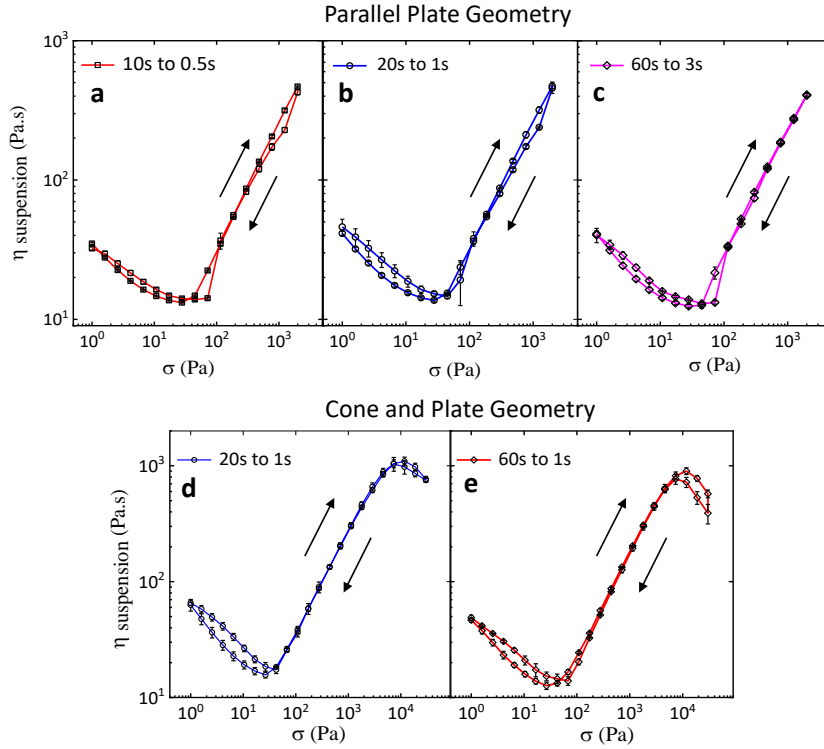 Parallel Plate Geometry
10s to 0.5s
20s to 1s
60s to 3s
a
b
c
η suspension (Pa.s)
10³
10²
10¹
10⁰ 10¹ 10² 10³
10⁰ 10¹ 10² 10³
10⁰ 10¹ 10² 10³
σ (Pa)
σ (Pa)
σ (Pa)
Cone and Plate Geometry
20s to 1s
60s to 1s
d
e
η suspension (Pa.s)
10³
10²
10¹
10⁰ 10¹ 10² 10³ 10⁴
10⁰ 10¹ 10² 10³ 10⁴
σ (Pa)
σ (Pa)